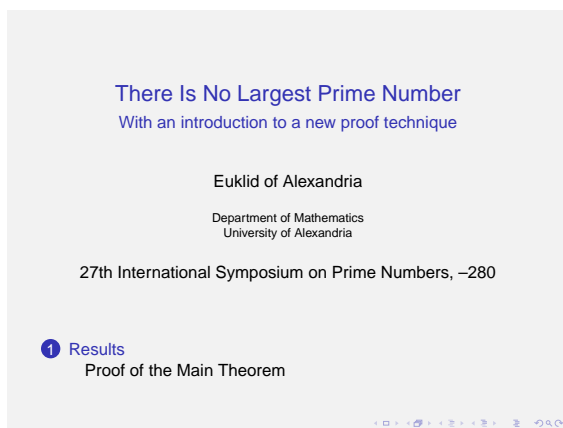 There Is No Largest Prime Number
With an introduction to a new proof technique
Euklid of Alexandria
Department of Mathematics
University of Alexandria
27th International Symposium on Prime Numbers, –280
1 Results
Proof of the Main Theorem